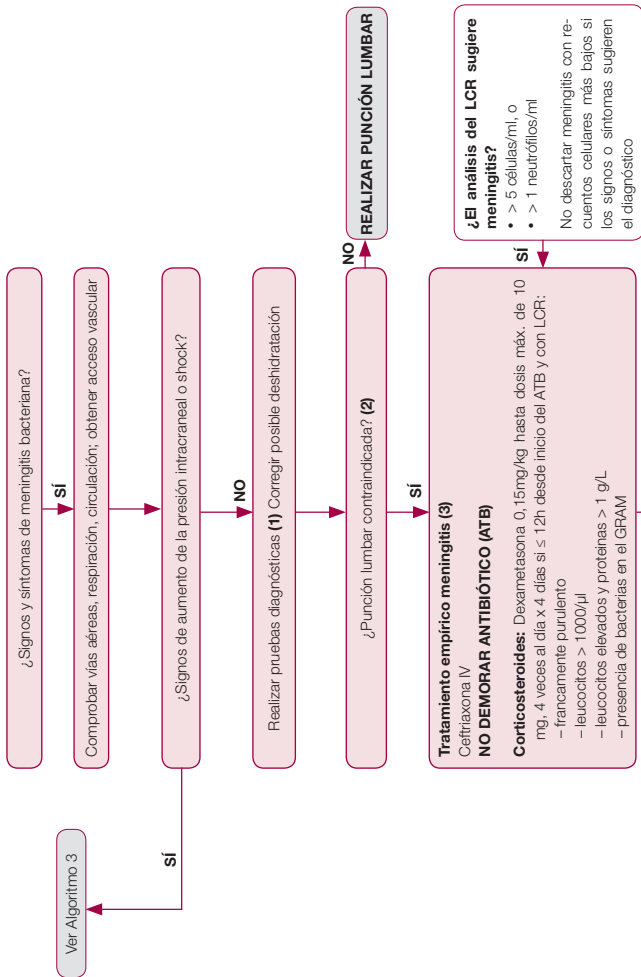 ¿Signos y síntomas de meningitis bacteriana?
SÍ
Comprobar vías aéreas, respiración, circulación; obtener acceso vascular
¿Signos de aumento de la presión intracraneal o shock?
SÍ
Ver Algoritmo 3
NO
Realizar pruebas diagnósticas (1) Corregir posible deshidratación
¿Punción lumbar contraindicada? (2)
NO
REALIZAR PUNCIÓN LUMBAR
SÍ
Tratamiento empírico meningitis (3)
Ceftriaxona IV
NO DEMORAR ANTIBIÓTICO (ATB)
Corticosteroides: Dexametasona 0,15mg/kg hasta dosis máx. de 10
mg, 4 veces al día x 4 días si ≤ 12h desde inicio del ATB y con LCR:
– francamente purulento
– leucocitos > 1000/µl
– leucocitos elevados y proteinas > 1 g/L
– presencia de bacterias en el GRAM
SÍ
¿El análisis del LCR sugiere
meningitis?
• > 5 células/ml, o
• > 1 neutrófilos/ml
No descartar meningitis con re-
cuentos celulares más bajos si
los signos o síntomas sugieren
el diagnóstico